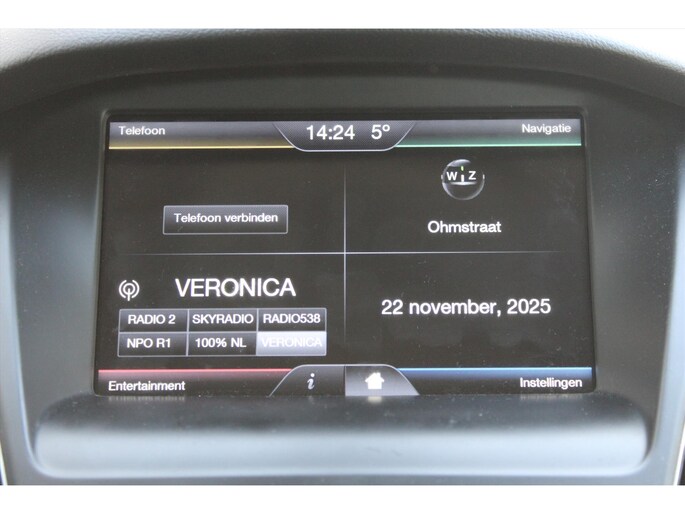 Telefoon
14:24 5°
Navigatie
W Z
Telefoon verbinden
Ohmstraat
VERONICA
RADIO 2 SKYRADIO RADIO538
NPO R1 100% NL VERONICA
22 november, 2025
Entertainment
i
Instellingen